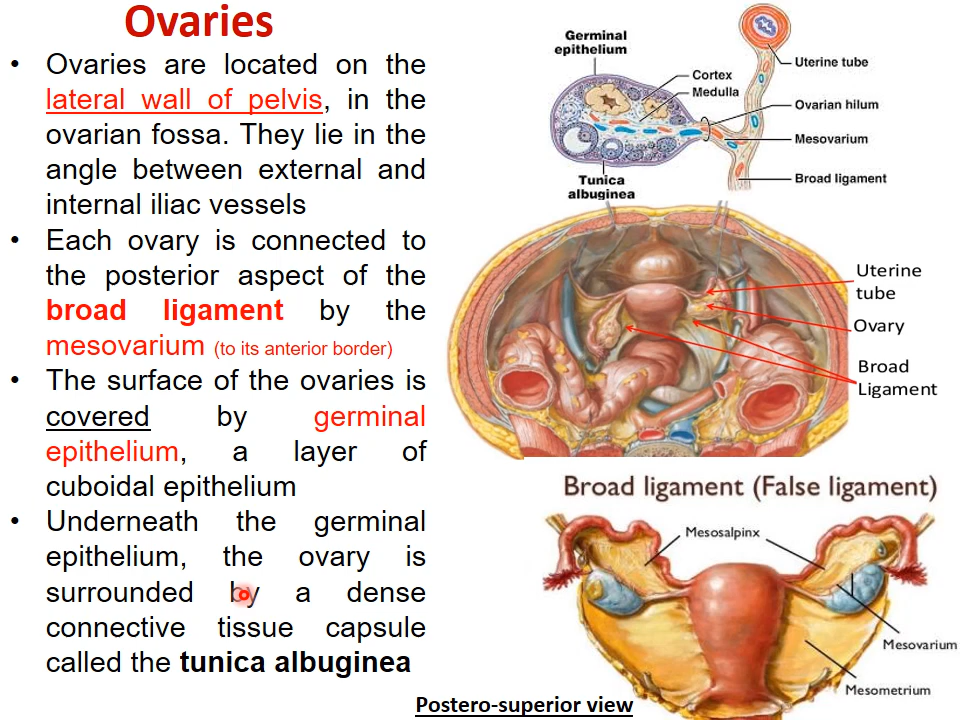 Ovaries
• Ovaries are located on the
lateral wall of pelvis, in the
ovarian fossa. They lie in the
angle between external and
internal iliac vessels
• Each ovary is connected to
the posterior aspect of the
broad ligament by the
mesovarium (to its anterior border)
• The surface of the ovaries is
covered by germinal
epithelium, a layer of
cuboidal epithelium
• Underneath the germinal
epithelium, the ovary is
surrounded by a dense
connective tissue capsule
called the tunica albuginea
Germinal
epithelium
Cortex
Medulla
Tunica
albuginea
Uterine tube
Ovarian hilum
Mesovarium
Broad ligament
Uterine
tube
Ovary
Broad
Ligament
Broad ligament (False ligament)
Mesosalpinx
Mesovarium
Mesometrium
Postero-superior view